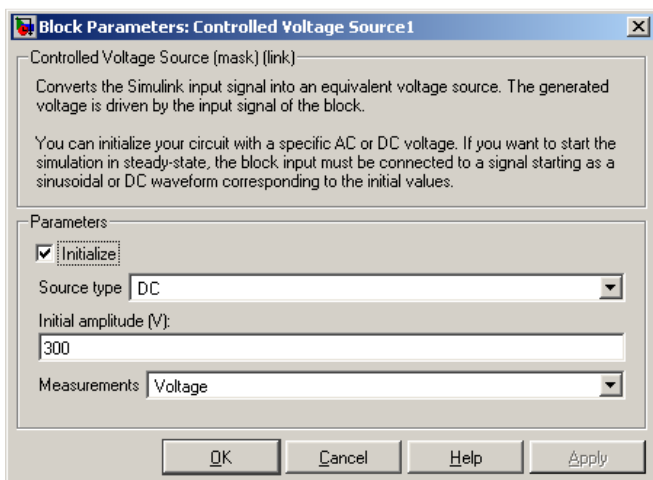 Block Parameters: Controlled Voltage Source1
Controlled Voltage Source (mask) (link)
Converts the Simulink input signal into an equivalent voltage source. The generated
voltage is driven by the input signal of the block.
You can initialize your circuit with a specific AC or DC voltage. If you want to start the
simulation in steady-state, the block input must be connected to a signal starting as a
sinusoidal or DC waveform corresponding to the initial values.
Parameters
Initialize
Source type DC
Initial amplitude (V):
300
Measurements Voltage
OK Cancel Help Apply